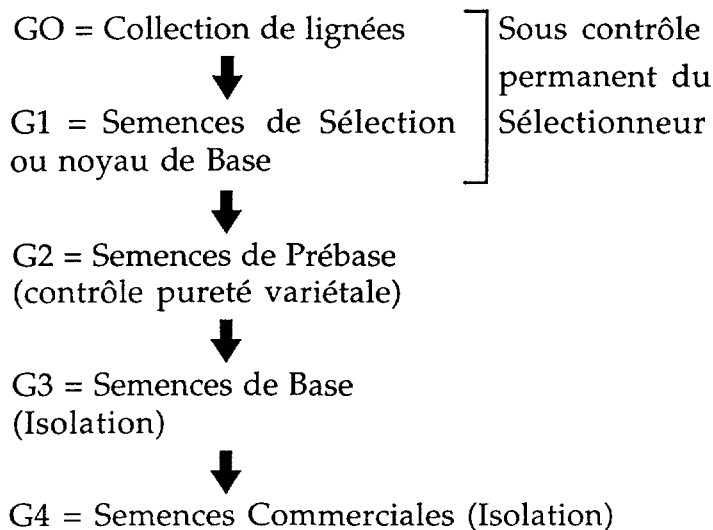 GO = Collection de lignées
G1 = Semences de Sélection
ou noyau de Base
Sous contrôle
permanent du
Sélectionneur
G2 = Semences de Prébase
(contrôle pureté variétale)
G3 = Semences de Base
(Isolation)
G4 = Semences Commerciales (Isolation)